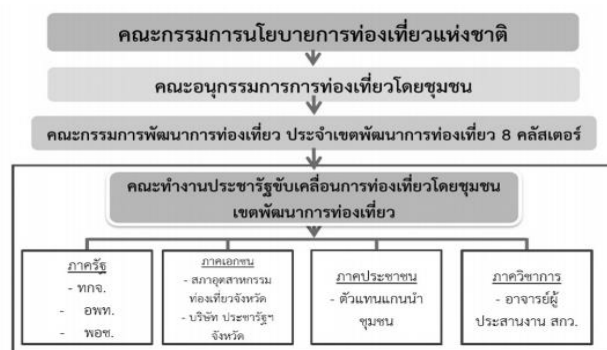 คณะกรรมการนโยบายการท่องเที่ยวแห่งชาติ
คณะอนุกรรมการการท่องเที่ยวโดยชุมชน
คณะกรรมการพัฒนาการท่องเที่ยว ประจำเขตพัฒนาการท่องเที่ยว 8 คลัสเตอร์
คณะทำงานประชารัฐขับเคลื่อนการท่องเที่ยวโดยชุมชน
เขตพัฒนาการท่องเที่ยว
ภาครัฐ
- ทกจ.
- อพท.
- พอช.
ภาคเอกชน
- สภาอุตสาหกรรม
ท่องเที่ยวจังหวัด
- บริษัท ประชารัฐฯ
จังหวัด
ภาคประชาชน
- ตัวแทนแกนนำ
ชุมชน
ภาควิชาการ
- อาจารย์ผู้
ประสานงาน สกว.